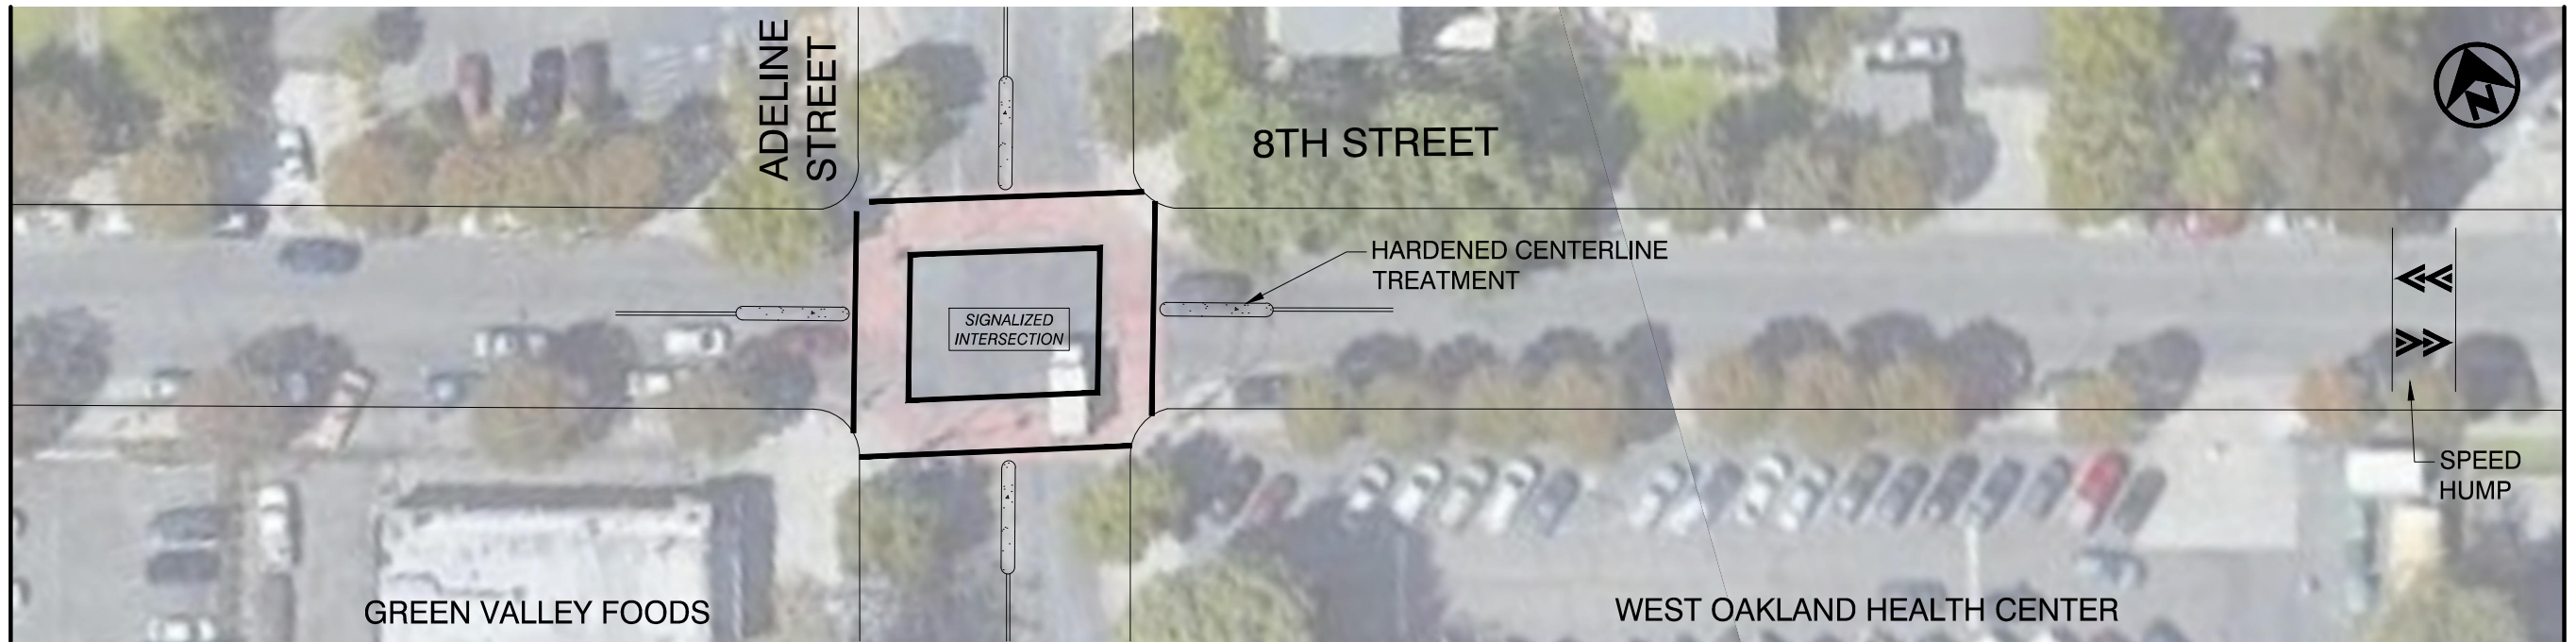 ADELINE
STREET
8TH STREET
N
HARDENED CENTERLINE
TREATMENT
SIGNALIZED
INTERSECTION
SPEED
HUMP
GREEN VALLEY FOODS
WEST OAKLAND HEALTH CENTER